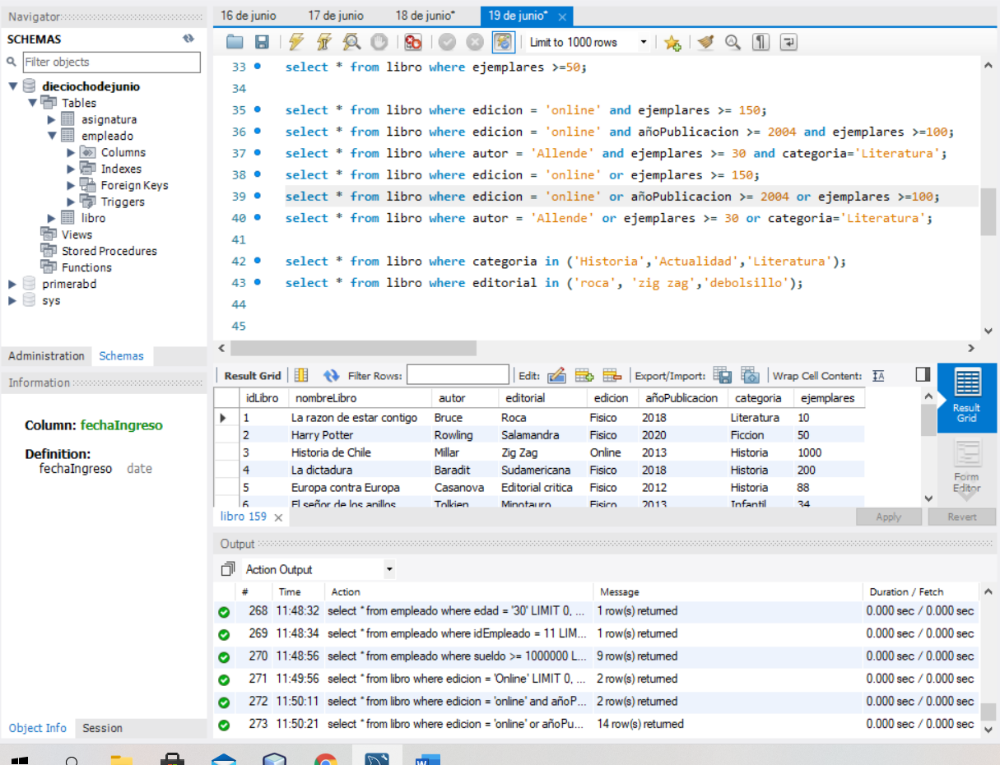 Navigator
SCHEMAS
Filter objects
dieciochodejunio
Tables
asignatura
empleado
Columns
Indexes
Foreign Keys
Triggers
libro
Views
Stored Procedures
Functions
primerabd
sys
Administration Schemas
Information
Column: fechaIngreso
Definition:
fechaIngreso date
Object Info Session
16 de junio 17 de junio 18 de junio* 19 de junio*
Limit to 1000 rows
33 select * from libro where ejemplares >=50;
34
35 select * from libro where edicion = 'online' and ejemplares >= 150;
36 select * from libro where edicion = 'online' and añoPublicacion >= 2004 and ejemplares >=100;
37 select * from libro where autor = 'Allende' and ejemplares >= 30 and categoria='Literatura';
38 select * from libro where edicion = 'online' or ejemplares >= 150;
39 select * from libro where edicion = 'online' or añoPublicacion >= 2004 or ejemplares >=100;
40 select * from libro where autor = 'Allende' or ejemplares >= 30 or categoria='Literatura';
41
42 select * from libro where categoria in ('Historia','Actualidad','Literatura');
43 select * from libro where editorial in ('roca', 'zig zag','debolsillo');
44
45
Result Grid Filter Rows: Edit: Export/Import: Wrap Cell Content:
idLibro nombreLibro autor editorial edicion añoPublicacion categoria ejemplares
1 La razon de estar contigo Bruce Roca Fisico 2018 Literatura 10
2 Harry Potter Rowling Salamandra Fisico 2020 Ficcion 50
3 Historia de Chile Millar Zig Zag Online 2013 Historia 1000
4 La dictadura Baradit Sudamericana Fisico 2018 Historia 200
5 Europa contra Europa Casanova Editorial critica Fisico 2012 Historia 88
6 El señor de los anillos Tolkien Minotauro Fisico 2013 Infantil 34
Result Grid
Form Editor
libro 159 Apply Revert
Output
Action Output
# Time Action Message Duration / Fetch
268 11:48:32 select * from empleado where edad = '30' LIMIT 0, ... 1 row(s) returned 0.000 sec / 0.000 sec
269 11:48:34 select * from empleado where idEmpleado = 11 LIM... 1 row(s) returned 0.000 sec / 0.000 sec
270 11:48:56 select * from empleado where sueldo >= 1000000 L... 9 row(s) returned 0.000 sec / 0.000 sec
271 11:49:56 select * from libro where edicion = 'Online' LIMIT 0, ... 2 row(s) returned 0.000 sec / 0.000 sec
272 11:50:11 select * from libro where edicion = 'online' and añoP... 2 row(s) returned 0.000 sec / 0.000 sec
273 11:50:21 select * from libro where edicion = 'online' or añoPu... 14 row(s) returned 0.000 sec / 0.000 sec